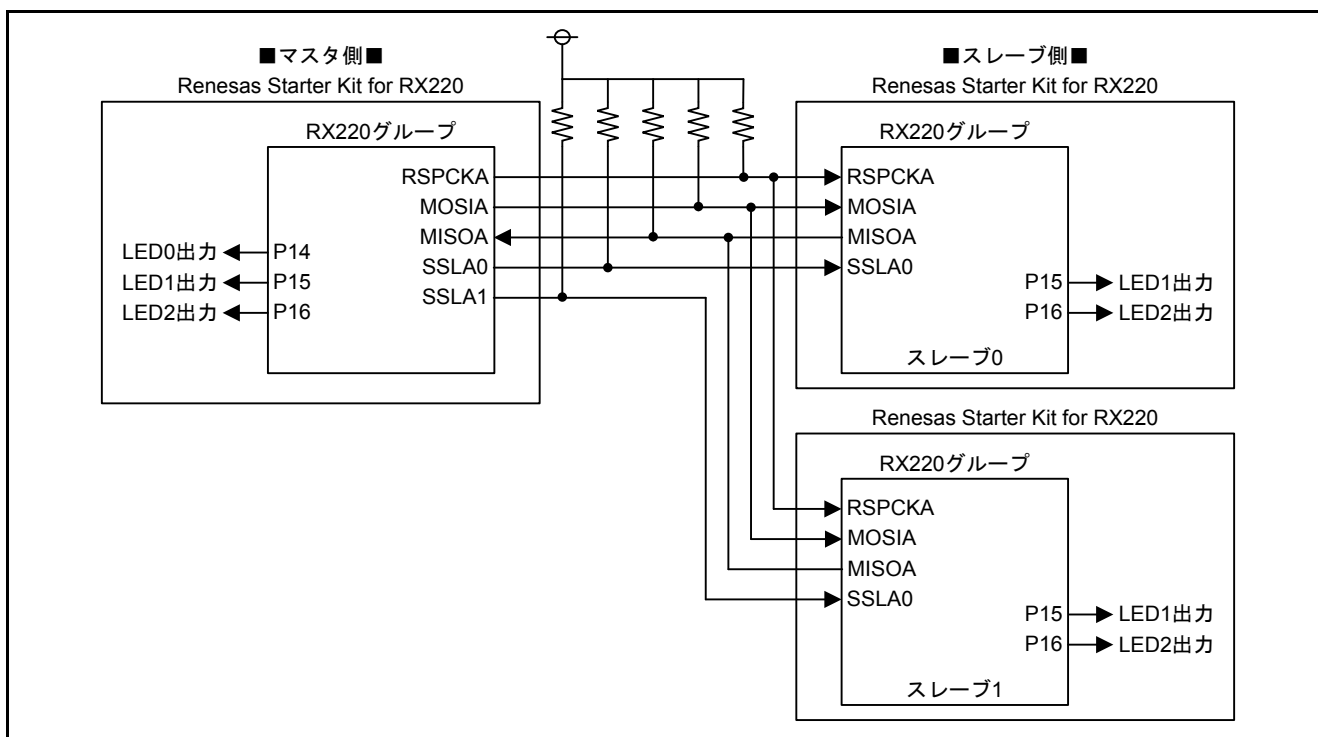 ■マスタ側■
Renesas Starter Kit for RX220
RX220グループ
RSPCKA
MOSIA
MISOA
SSLA0
SSLA1
LED0出力
P14
LED1出力
P15
LED2出力
P16
■スレーブ側■
Renesas Starter Kit for RX220
RX220グループ
RSPCKA
MOSIA
MISOA
SSLA0
P15
LED1出力
P16
LED2出力
スレーブ0
Renesas Starter Kit for RX220
RX220グループ
RSPCKA
MOSIA
MISOA
SSLA0
P15
LED1出力
P16
LED2出力
スレーブ1